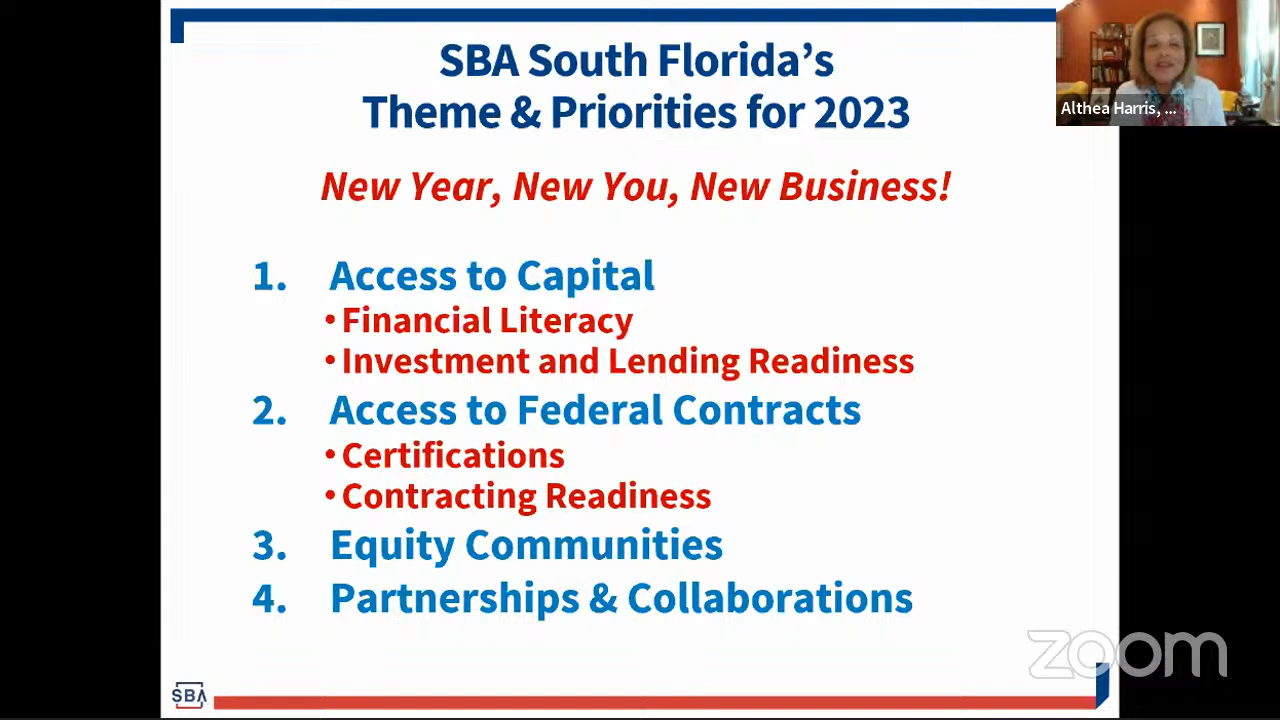 SBA South Florida's
Theme & Priorities for 2023
Althea Harris, ...
New Year, New You, New Business!
1. Access to Capital
• Financial Literacy
• Investment and Lending Readiness
2. Access to Federal Contracts
• Certifications
• Contracting Readiness
3. Equity Communities
4. Partnerships & Collaborations
zoom
SBA